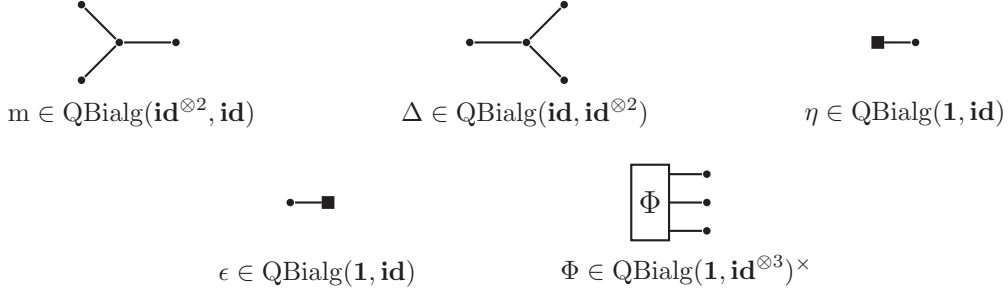 m ∈ QBialg(𝐢𝐝^{⊗2}, 𝐢𝐝) Δ ∈ QBialg(𝐢𝐝, 𝐢𝐝^{⊗2}) η ∈ QBialg(𝟏, 𝐢𝐝)
Φ
ϵ ∈ QBialg(𝟏, 𝐢𝐝) Φ ∈ QBialg(𝟏, 𝐢𝐝^{⊗3})^×